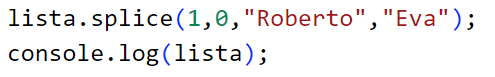 lista.splice(1,0,"Roberto","Eva");
console.log(lista);